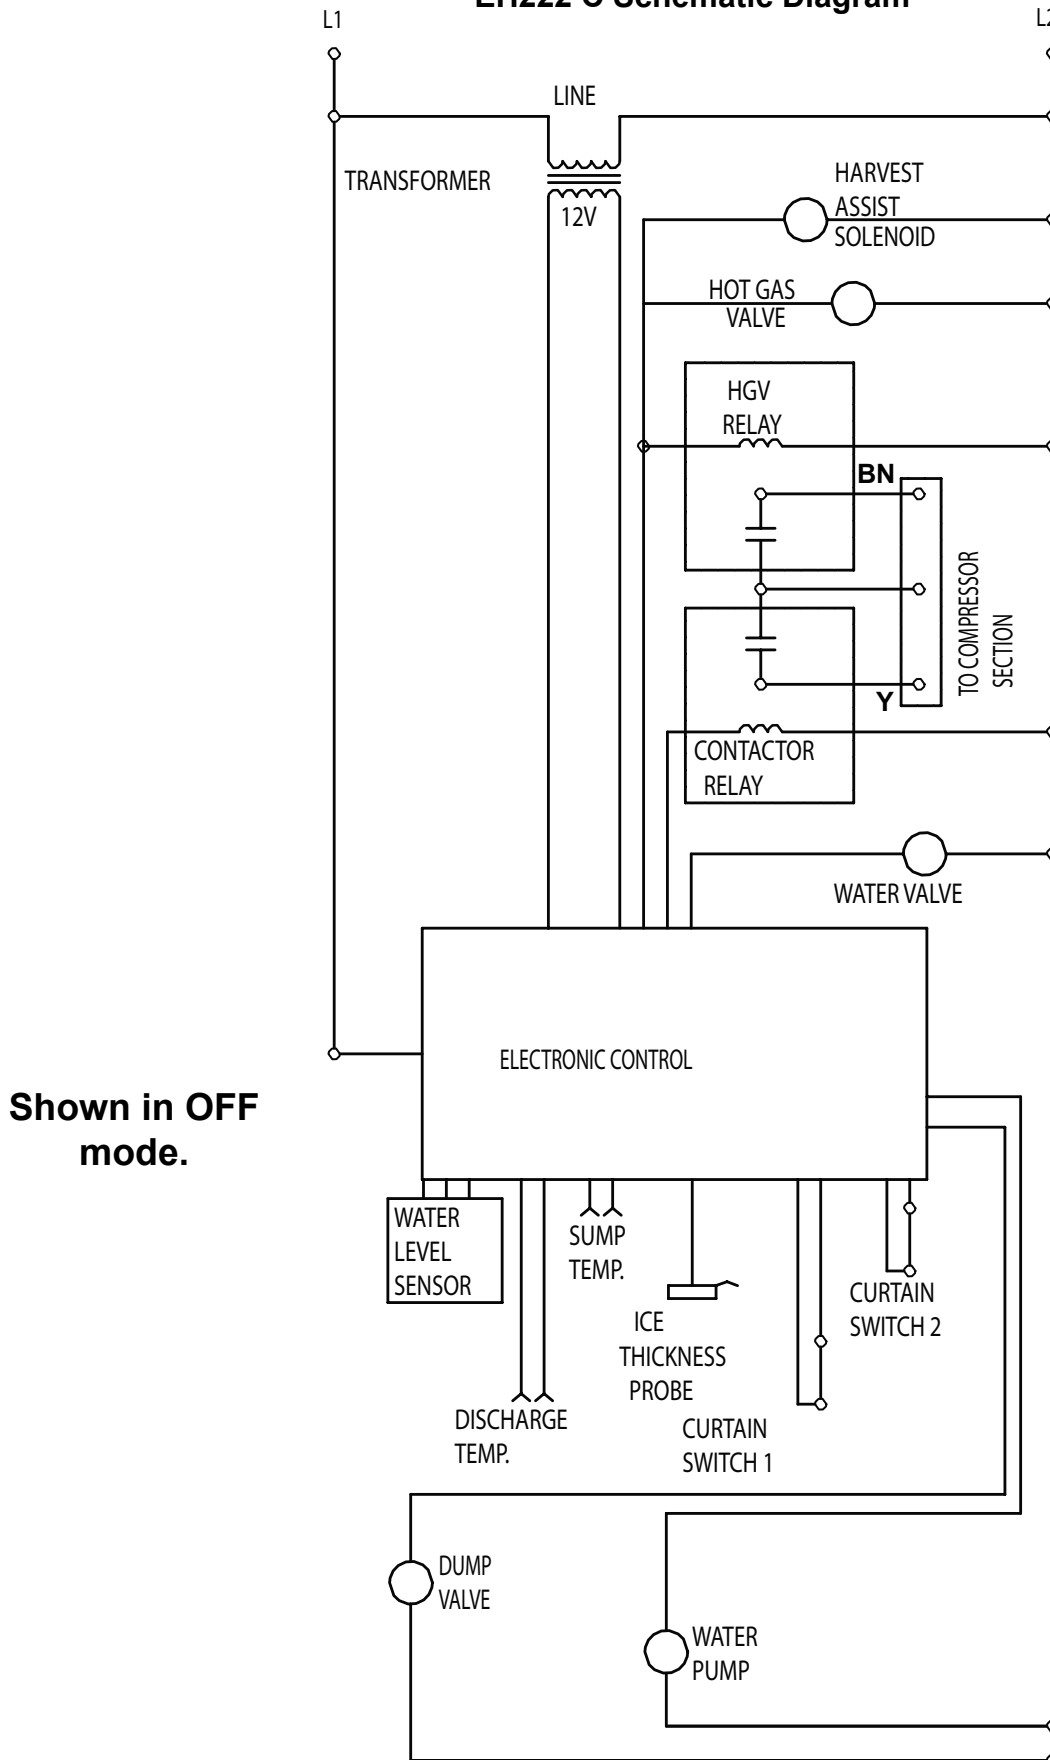 L1
L2
LINE
TRANSFORMER
12V
HARVEST
ASSIST
SOLENOID
HOT GAS
VALVE
HGV
RELAY
BN
TO COMPRESSOR
SECTION
Y
CONTACTOR
RELAY
WATER VALVE
ELECTRONIC CONTROL
Shown in OFF
mode.
WATER
LEVEL
SENSOR
SUMP
TEMP.
ICE
THICKNESS
PROBE
CURTAIN
SWITCH 2
DISCHARGE
TEMP.
CURTAIN
SWITCH 1
DUMP
VALVE
WATER
PUMP